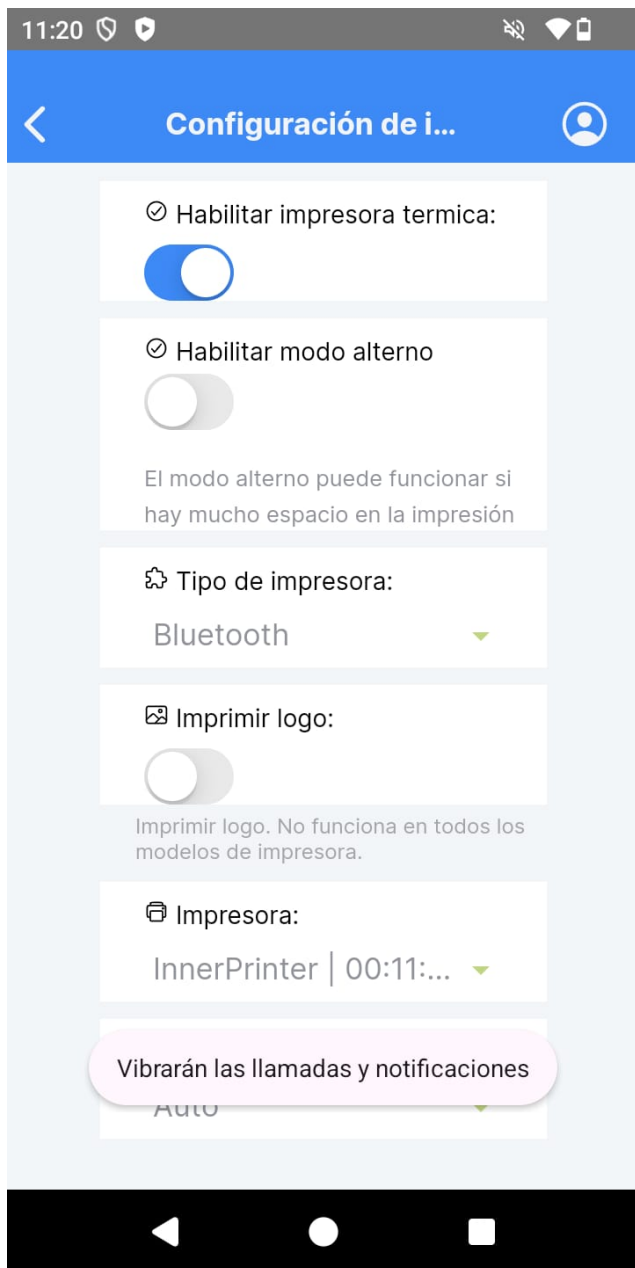 11:20
Configuración de i...
Habilitar impresora termica:
Habilitar modo alterno
El modo alterno puede funcionar si
hay mucho espacio en la impresión
Tipo de impresora:
Bluetooth
Imprimir logo:
Imprimir logo. No funciona en todos los
modelos de impresora.
Impresora:
InnerPrinter | 00:11:...
Vibrarán las llamadas y notificaciones
Auto